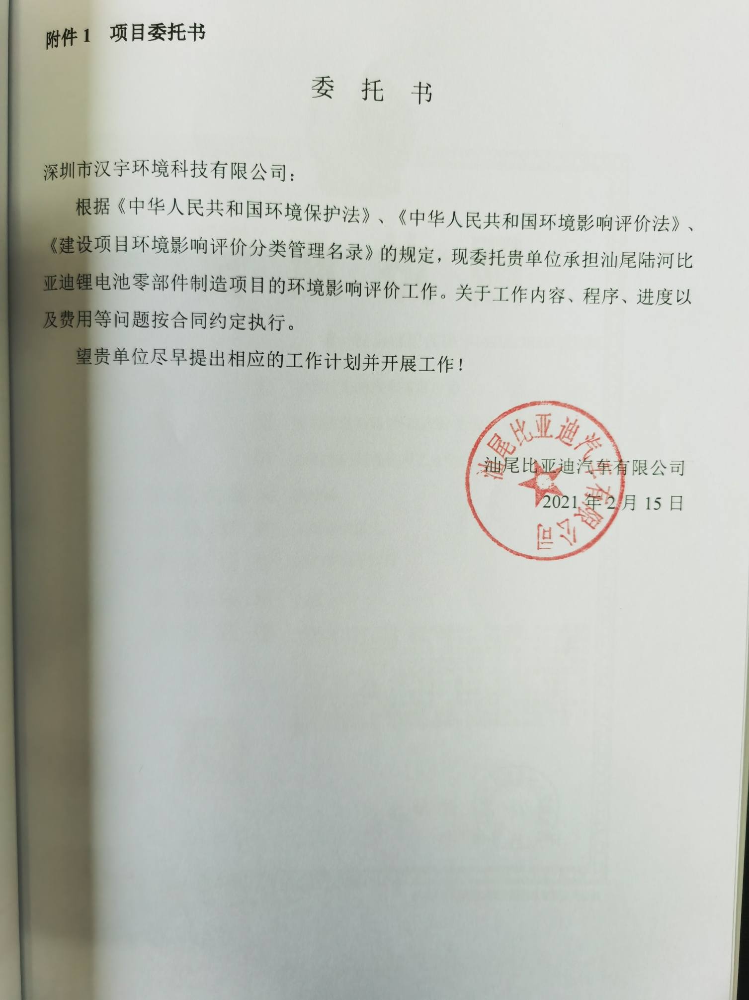 附件 1 项目委托书
委 托 书
深圳市汉宇环境科技有限公司：
根据《中华人民共和国环境保护法》、《中华人民共和国环境影响评价法》、
《建设项目环境影响评价分类管理名录》的规定，现委托贵单位承担汕尾陆河比
亚迪锂电池零部件制造项目的环境影响评价工作。关于工作内容、程序、进度以
及费用等问题按合同约定执行。
望贵单位尽早提出相应的工作计划并开展工作！
汕尾比亚迪汽车有限公司
汕尾比亚迪汽车有限公司
2021 年 2 月 15 日